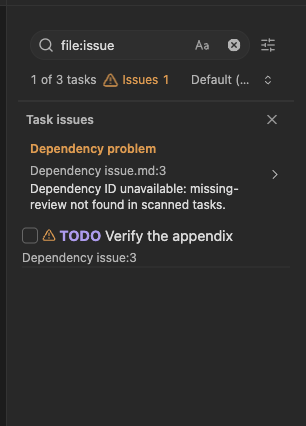 file:issue Aa
1 of 3 tasks Issues 1 Default (...
Task issues
Dependency problem
Dependency issue.md:3
Dependency ID unavailable: missing-
review not found in scanned tasks.
TODO Verify the appendix
Dependency issue:3